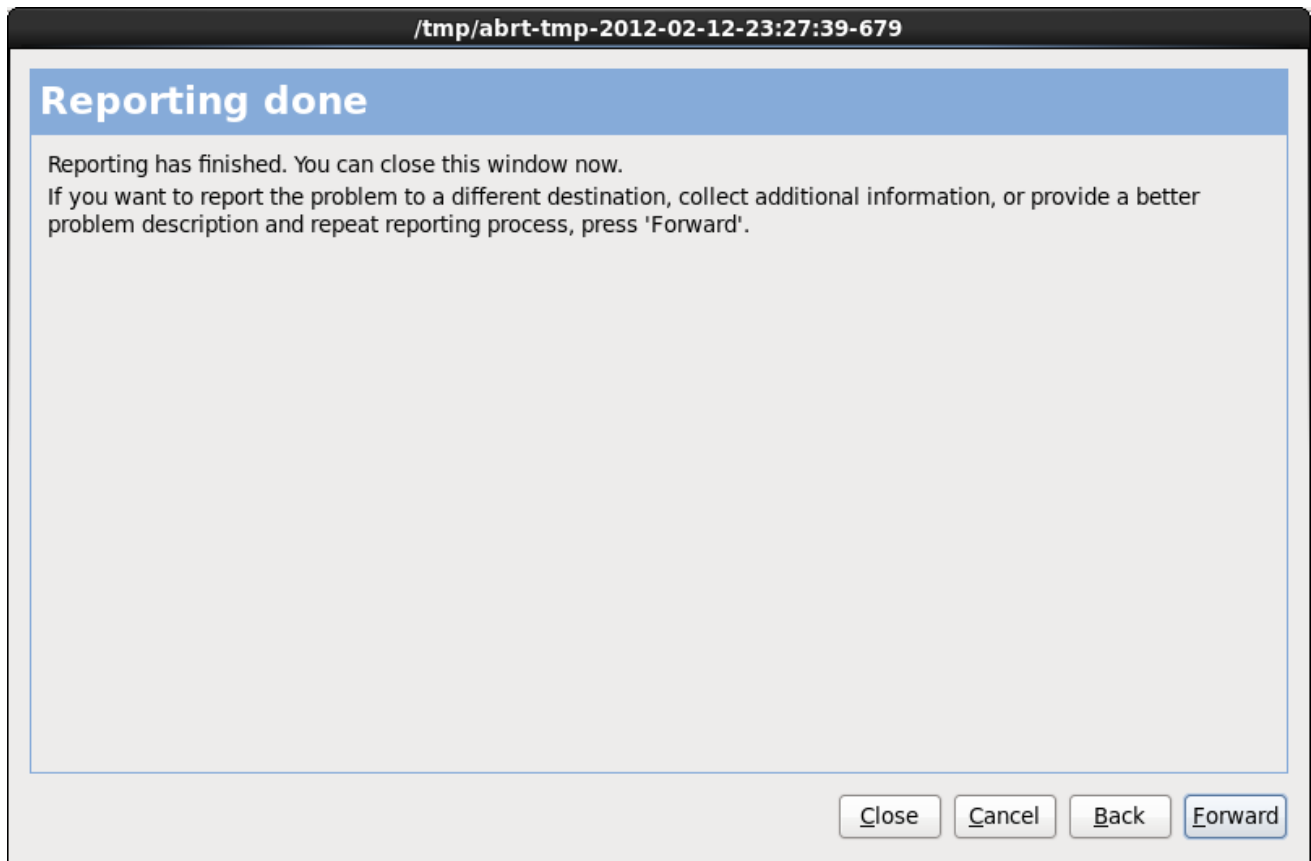 /tmp/abrt-tmp-2012-02-12-23:27:39-679
Reporting done
Reporting has finished. You can close this window now.
If you want to report the problem to a different destination, collect additional information, or provide a better
problem description and repeat reporting process, press 'Forward'.
Close Cancel Back Forward